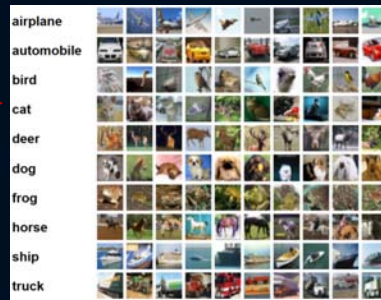 airplane
automobile
bird
cat
deer
dog
frog
horse
ship
truck